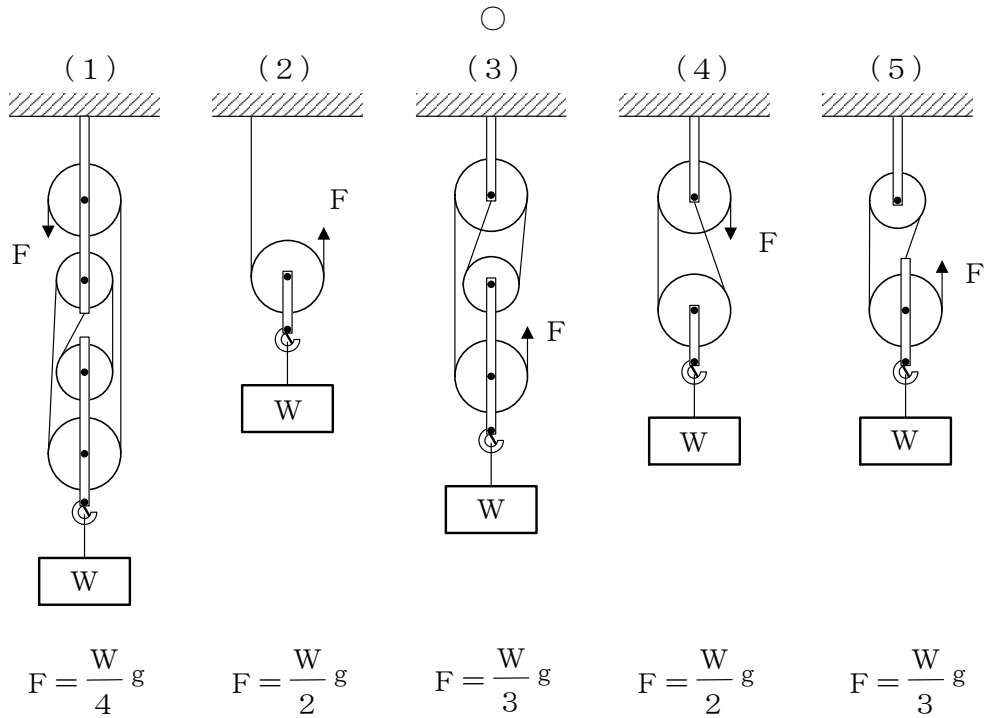 ○
（１） （２） （３） （４） （５）
F F F F F
W W W W W
F＝W/4 g F＝W/2 g F＝W/3 g F＝W/2 g F＝W/3 g